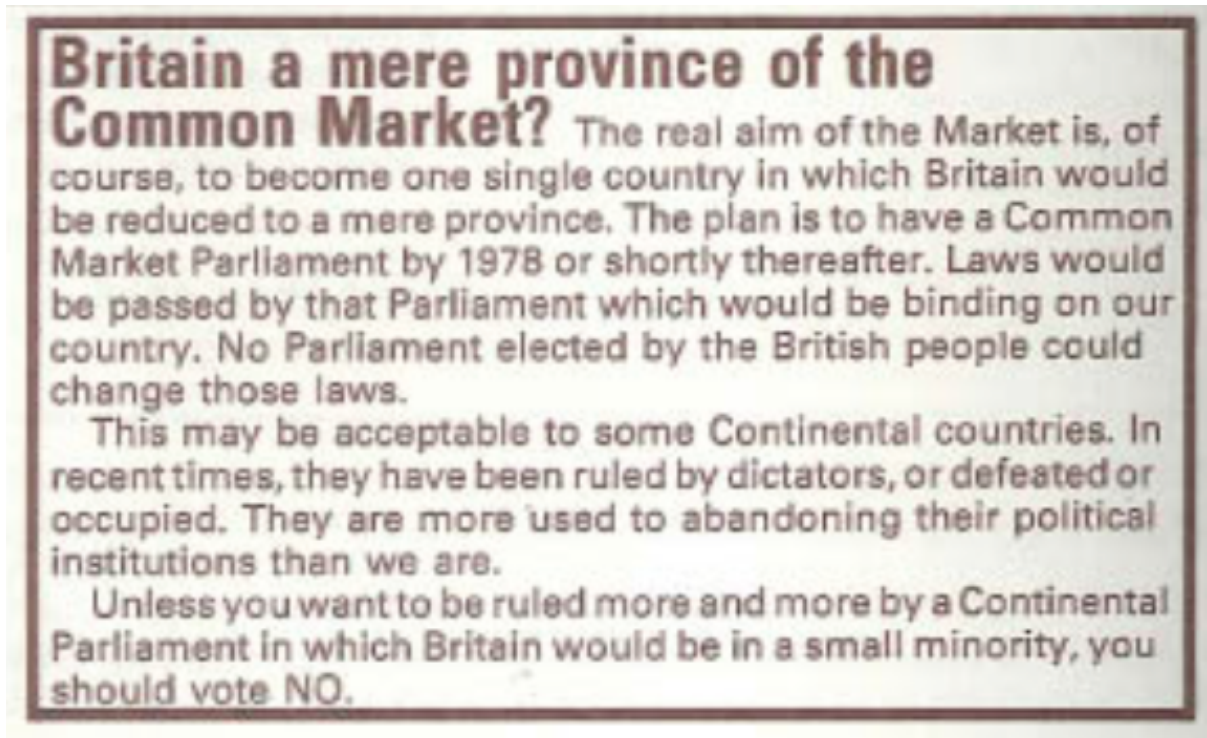 Britain a mere province of the
Common Market? The real aim of the Market is, of
course, to become one single country in which Britain would
be reduced to a mere province. The plan is to have a Common
Market Parliament by 1978 or shortly thereafter. Laws would
be passed by that Parliament which would be binding on our
country. No Parliament elected by the British people could
change those laws.
This may be acceptable to some Continental countries. In
recent times, they have been ruled by dictators, or defeated or
occupied. They are more used to abandoning their political
institutions than we are.
Unless you want to be ruled more and more by a Continental
Parliament in which Britain would be in a small minority, you
should vote NO.